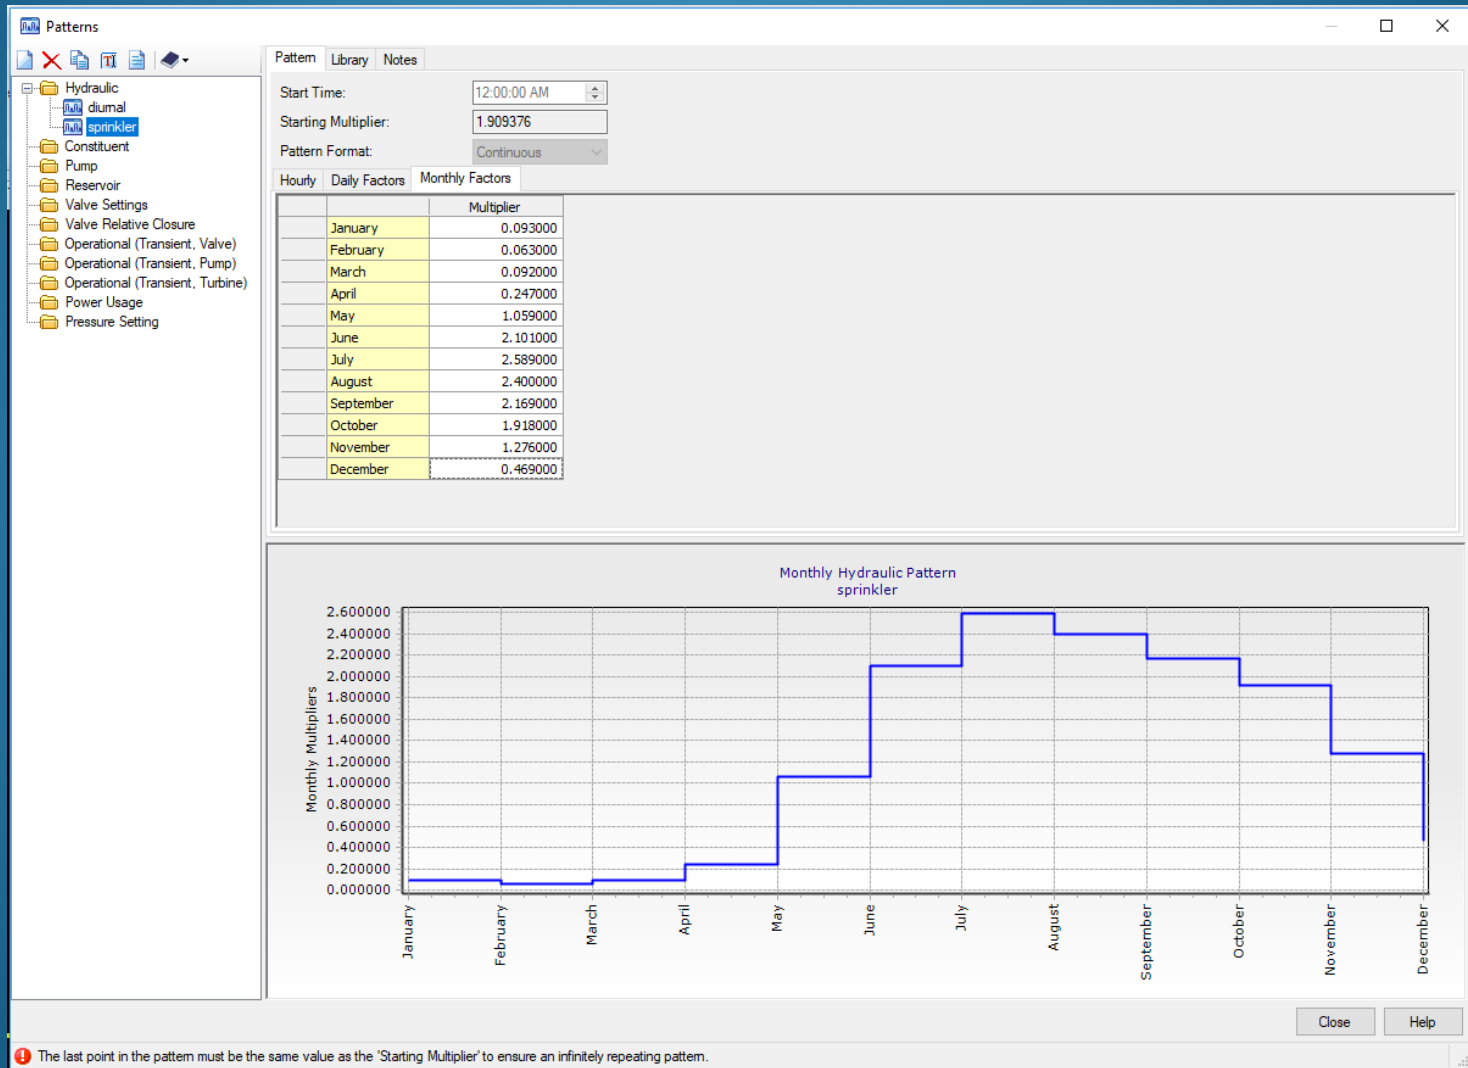 Patterns
Pattern Library Notes
Hydraulic
diurnal
sprinkler
Constituent
Pump
Reservoir
Valve Settings
Valve Relative Closure
Operational (Transient, Valve)
Operational (Transient, Pump)
Operational (Transient, Turbine)
Power Usage
Pressure Setting
Start Time: 12:00:00 AM
Starting Multiplier: 1.909376
Pattern Format: Continuous
Hourly Daily Factors Monthly Factors
Multiplier
January 0.093000
February 0.063000
March 0.092000
April 0.247000
May 1.059000
June 2.101000
July 2.589000
August 2.400000
September 2.169000
October 1.918000
November 1.276000
December 0.469000
Monthly Hydraulic Pattern
sprinkler
Monthly Multipliers
2.600000
2.400000
2.200000
2.000000
1.800000
1.600000
1.400000
1.200000
1.000000
0.800000
0.600000
0.400000
0.200000
0.000000
January
February
March
April
May
June
July
August
September
October
November
December
Close Help
The last point in the pattern must be the same value as the 'Starting Multiplier' to ensure an infinitely repeating pattern.